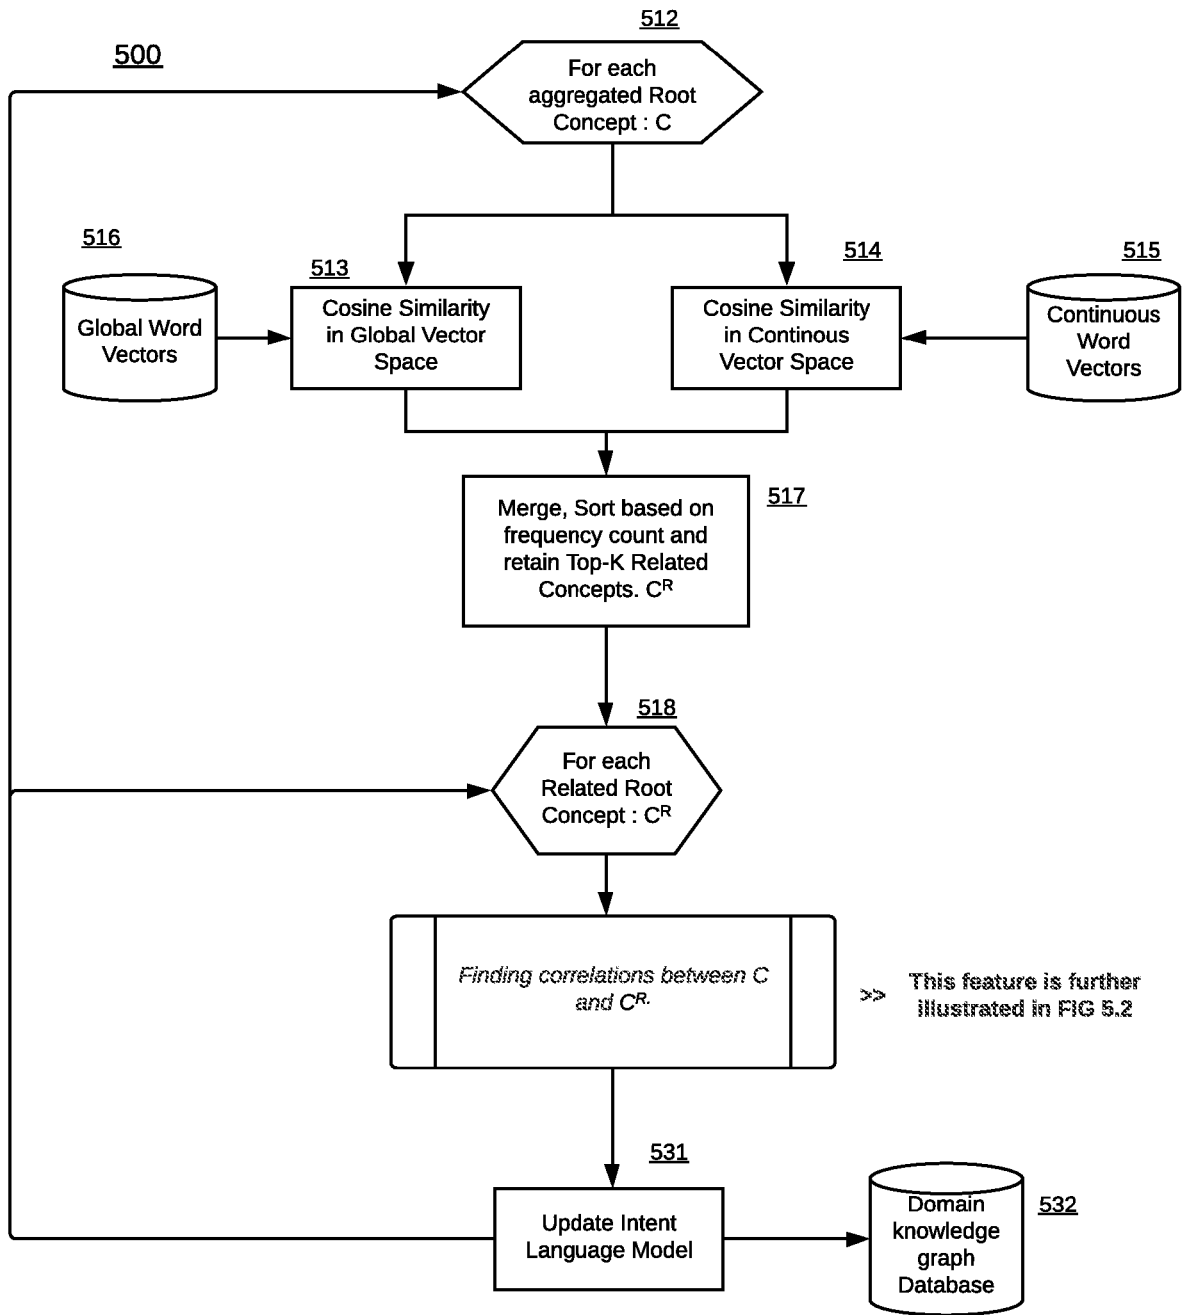 512
500
For each
aggregated Root
Concept : C
516
513
514
515
Global Word
Vectors
Cosine Similarity
in Global Vector
Space
Cosine Similarity
in Continous
Vector Space
Continuous
Word
Vectors
Merge, Sort based on
frequency count and
retain Top-K Related
Concepts. Cᴿ
517
518
For each
Related Root
Concept : Cᴿ
Finding correlations between C
and Cᴿ.
>> This feature is further
illustrated in FIG 5.2
531
Update Intent
Language Model
Domain
knowledge
graph
Database
532